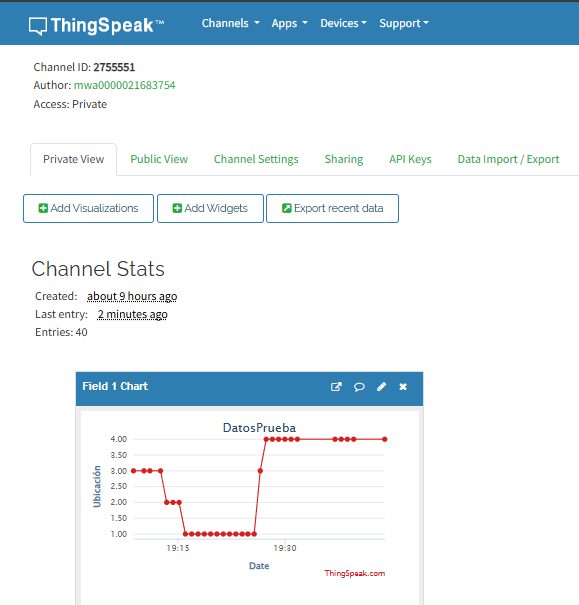 ThingSpeak™ Channels Apps Devices Support
Channel ID: 2755551
Author: mwa0000021683754
Access: Private
Private View Public View Channel Settings Sharing API Keys Data Import / Export
Add Visualizations Add Widgets Export recent data
Channel Stats
Created: about 9 hours ago
Last entry: 2 minutes ago
Entries: 40
Field 1 Chart
DatosPrueba
4.00
3.50
3.00
2.50
2.00
1.50
1.00
Ubicación
19:15 19:30
Date
ThingSpeak.com